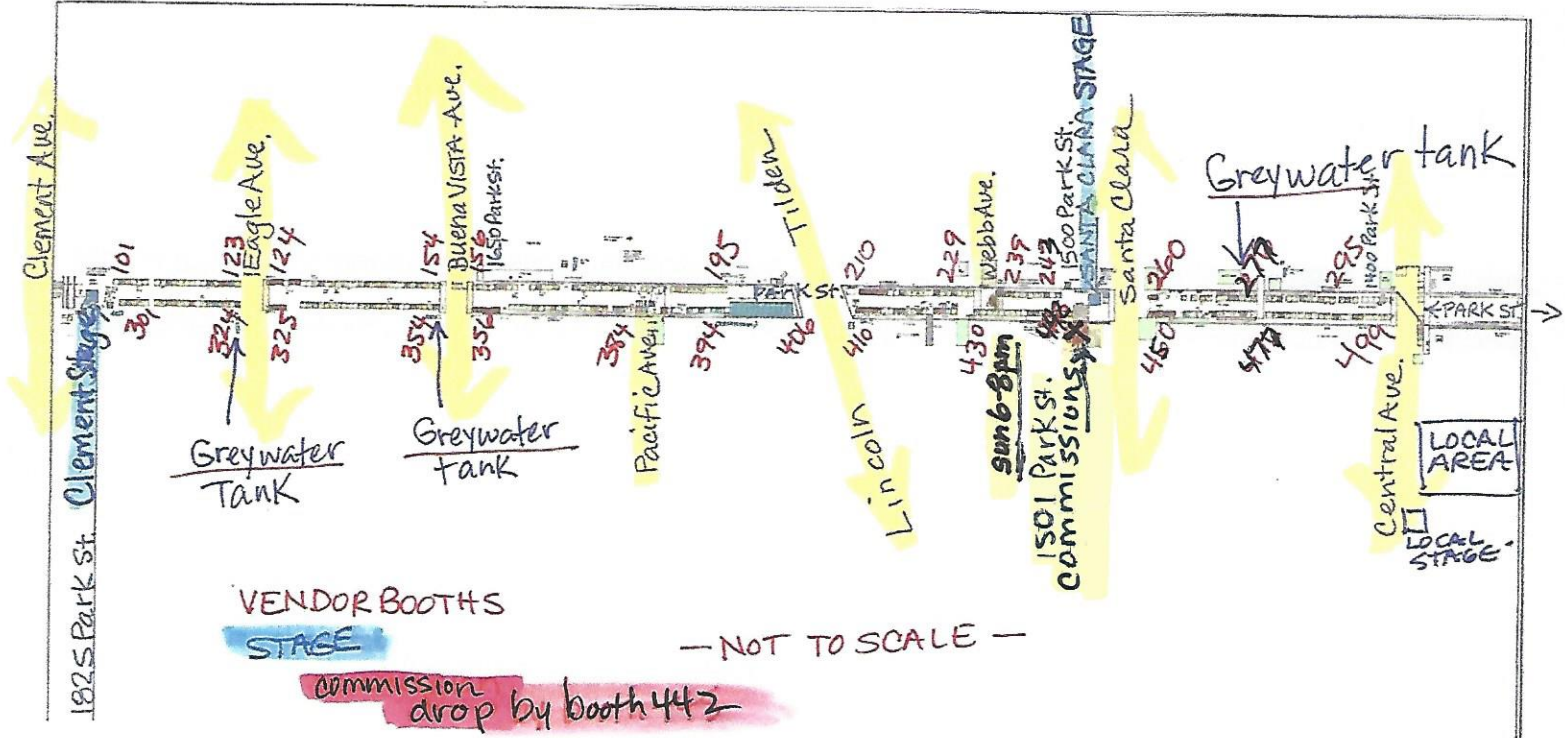 Clement Ave.
Eagle Ave.
Buena VISTA Ave.
1650 Park St.
Tilden
Webb Ave.
1500 Park St.
SANTA CLARA STAGE
Santa Clara
Greywater tank
1400 Park St.
101
123
124
154
156
195
210
229
239
243
260
277
295
PARK St.
←PARK ST
301
324
325
354
356
384
394
406
410
430
450
477
499
Clement Stage
1825 Park St.
Greywater
Tank
Greywater
tank
Pacific Ave.
Lincoln
sun 6-8pm
1501 Park St.
Commissions
Central Ave.
LOCAL
AREA
LOCAL
STAGE
VENDOR BOOTHS
STAGE
— NOT TO SCALE —
commission
drop by booth 442